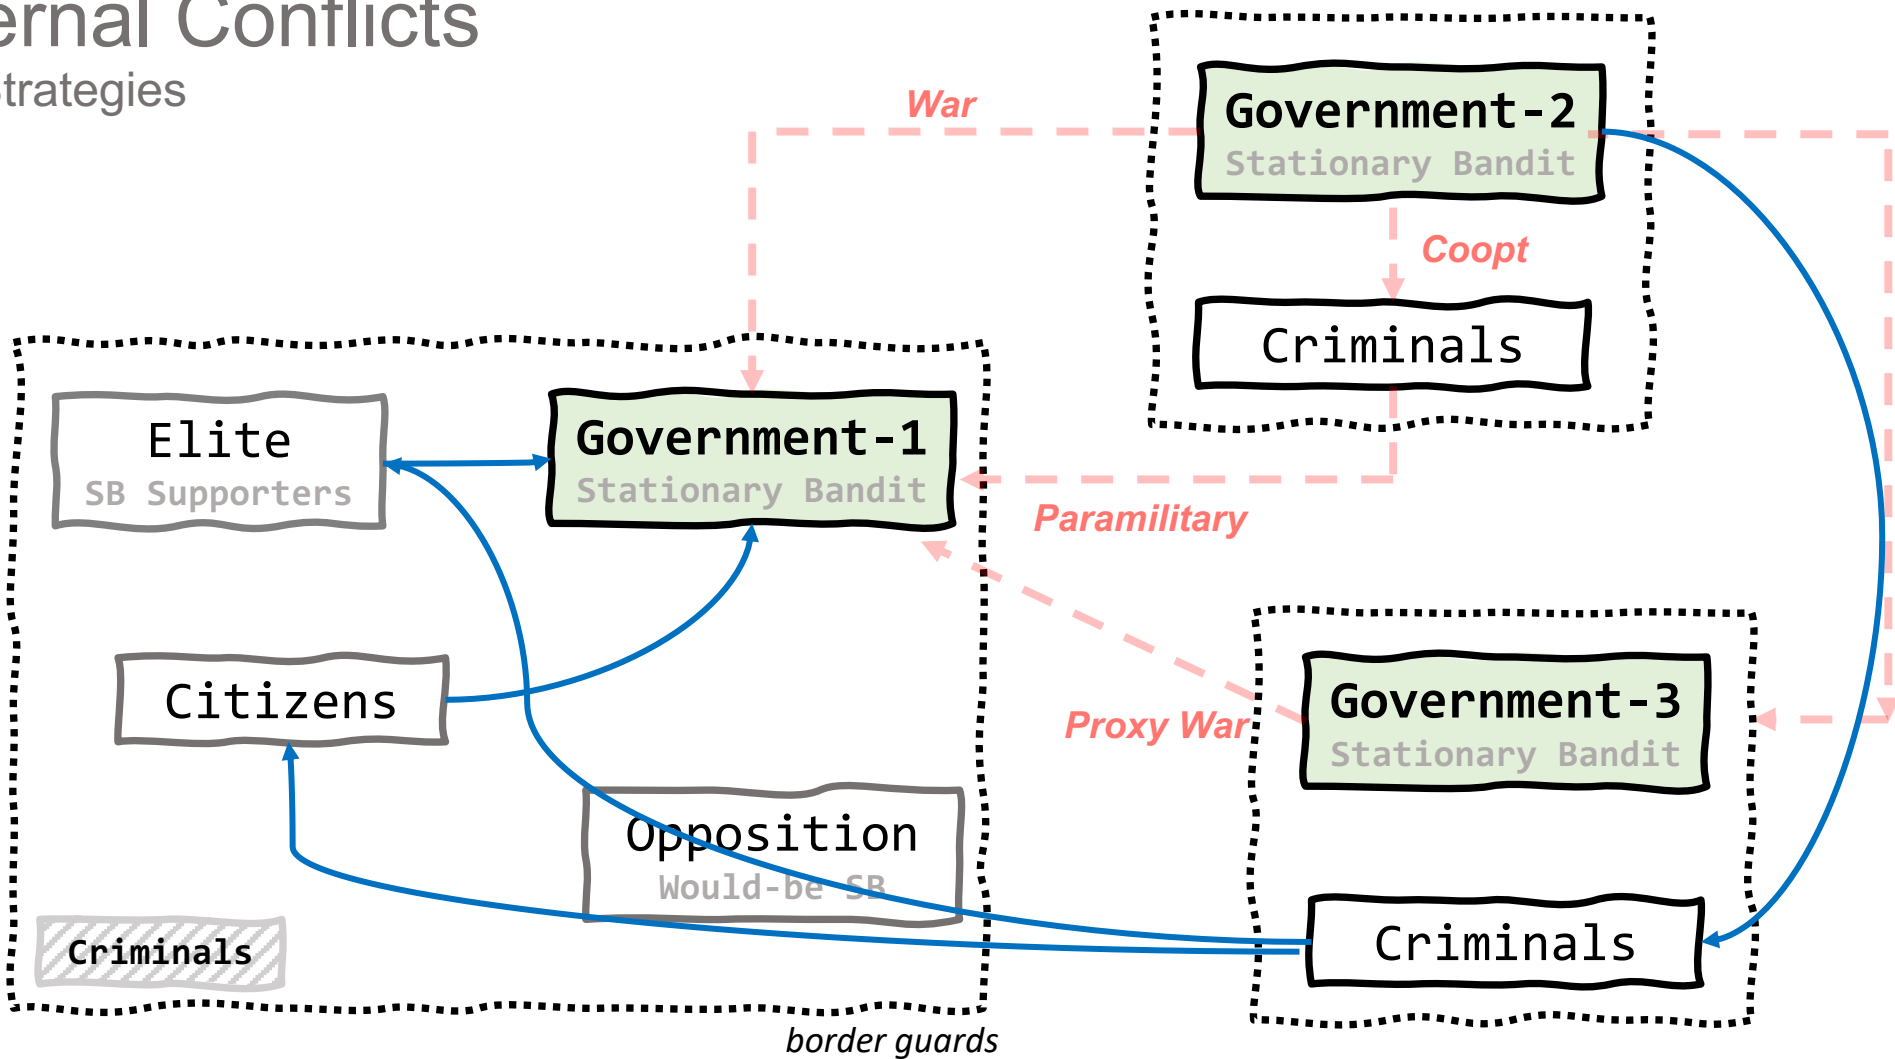 ernal Conflicts
trategies
War
Government-2
Stationary Bandit
Coopt
Criminals
Elite
SB Supporters
Government-1
Stationary Bandit
Paramilitary
Citizens
Proxy War
Government-3
Stationary Bandit
Opposition
Would-be SB
Criminals
Criminals
border guards